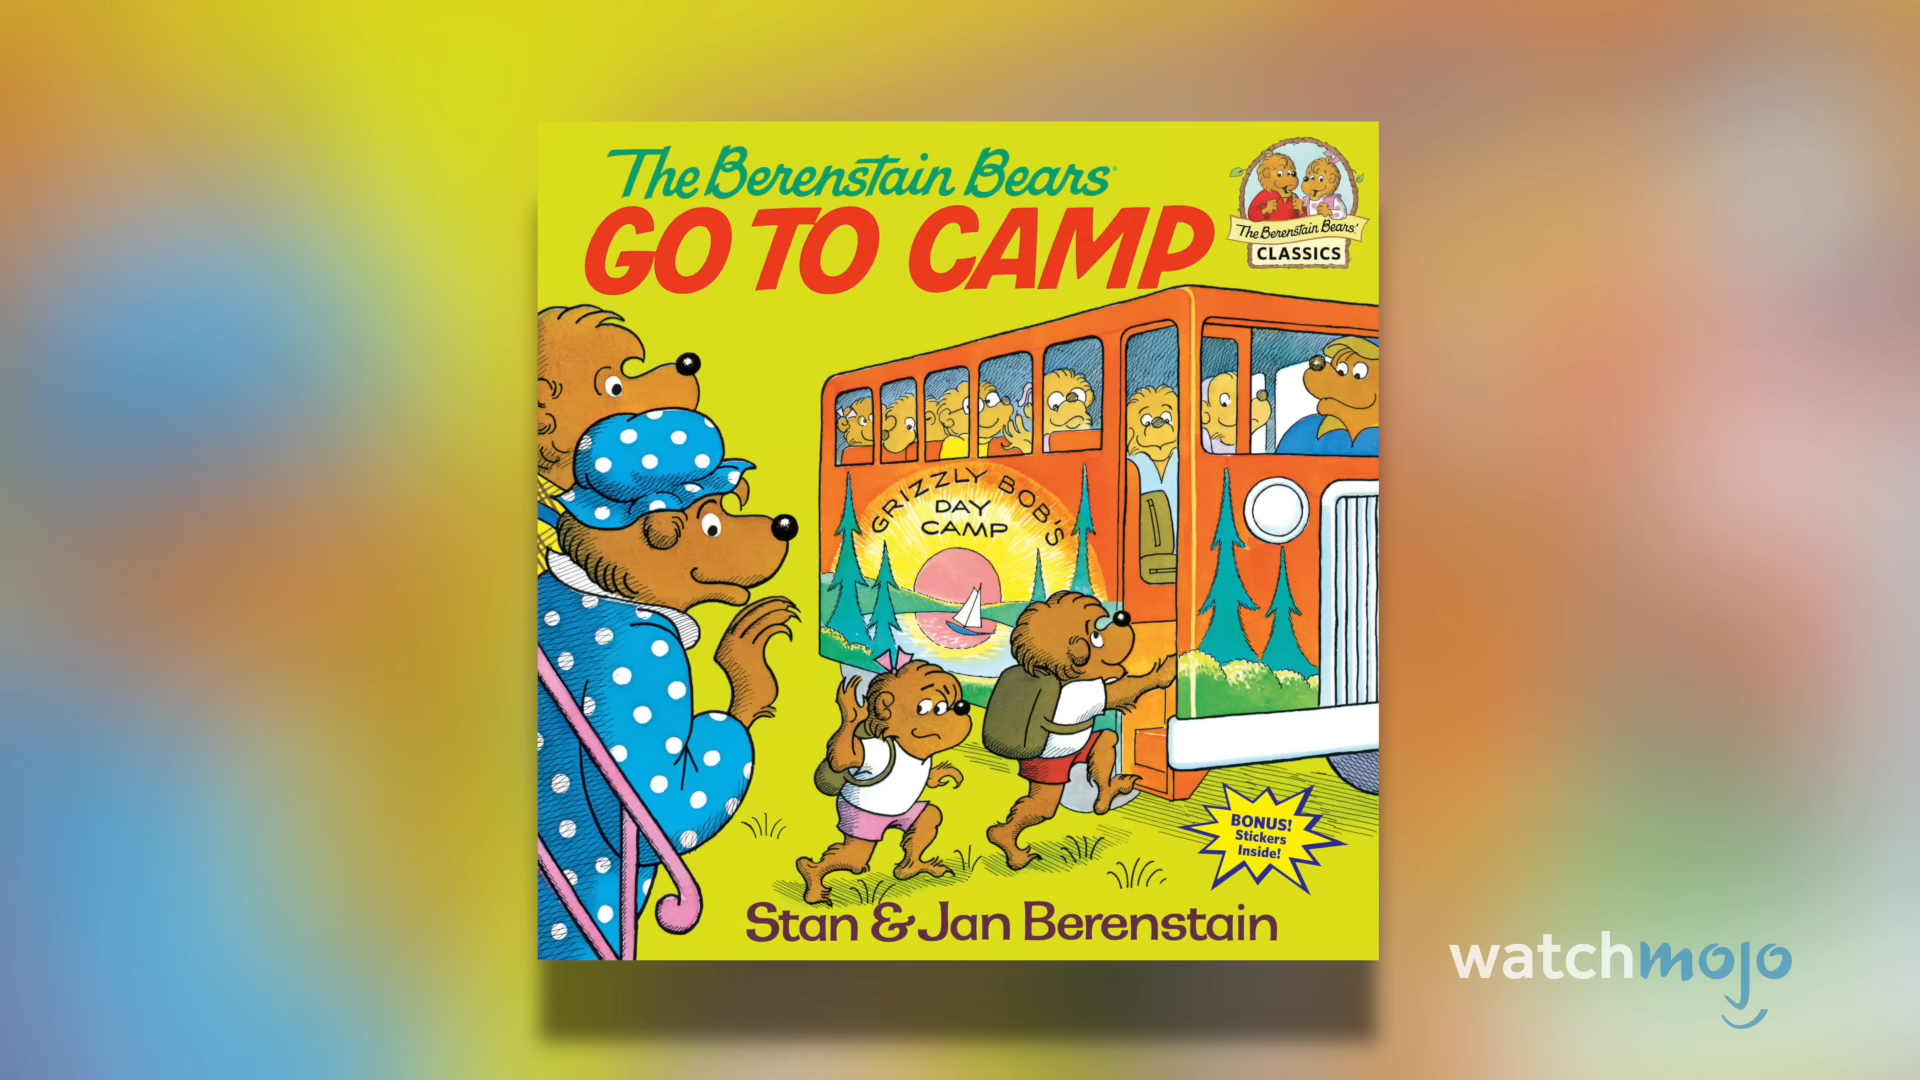 The Berenstain Bears®
GO TO CAMP
The Berenstain Bears'
CLASSICS
GRIZZLY BOB'S
DAY
CAMP
BONUS!
Stickers
Inside!
Stan & Jan Berenstain
watchmojo